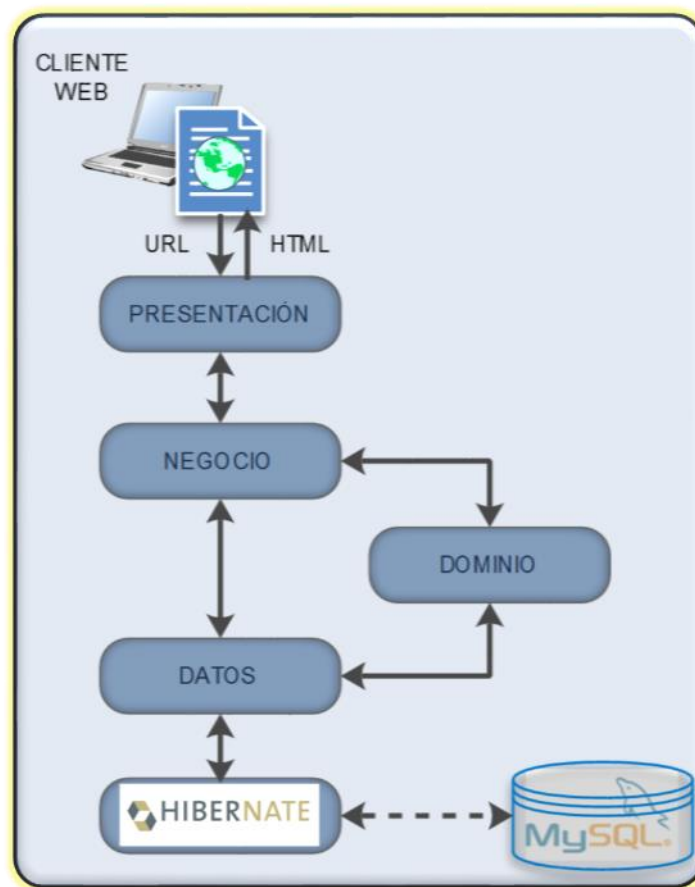 CLIENTE
WEB
URL
HTML
PRESENTACIÓN
NEGOCIO
DOMINIO
DATOS
HIBERNATE
MySQL®